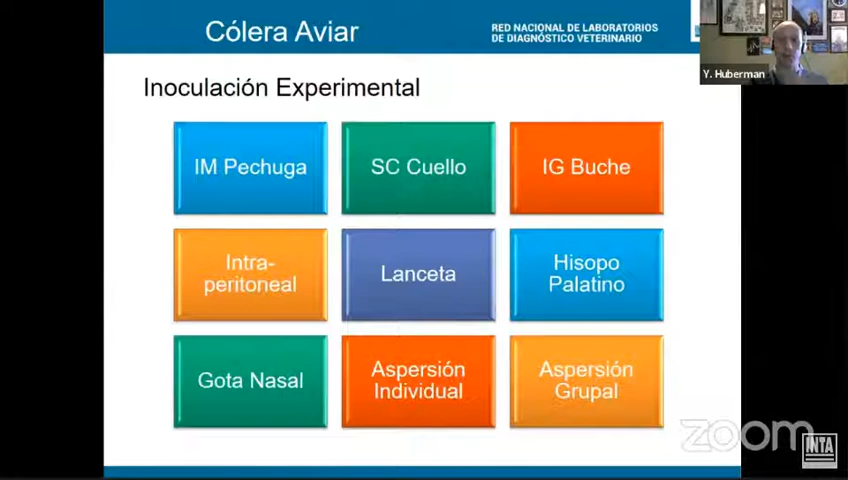 Cólera Aviar
RED NACIONAL DE LABORATORIOS
DE DIAGNÓSTICO VETERINARIO
Y. Huberman
Inoculación Experimental
IM Pechuga
SC Cuello
IG Buche
Intra-
peritoneal
Lanceta
Hisopo
Palatino
Gota Nasal
Aspersión
Individual
Aspersión
Grupal
zoom
INTA